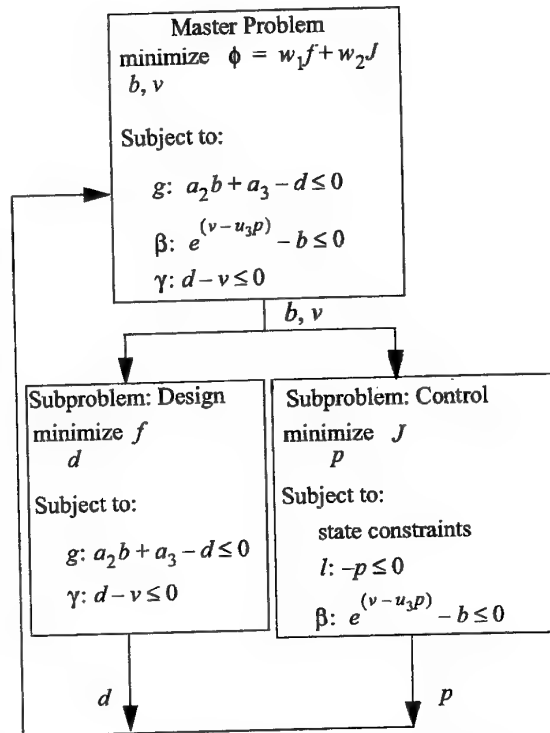 Master Problem
minimize ϕ = w₁f + w₂J
b, v
Subject to:
g: a₂b + a₃ − d ≤ 0
β: e^(v − u₃p) − b ≤ 0
γ: d − v ≤ 0
b, v
Subproblem: Design
minimize f
d
Subject to:
g: a₂b + a₃ − d ≤ 0
γ: d − v ≤ 0
Subproblem: Control
minimize J
p
Subject to:
state constraints
l: −p ≤ 0
β: e^(v − u₃p) − b ≤ 0
d
p